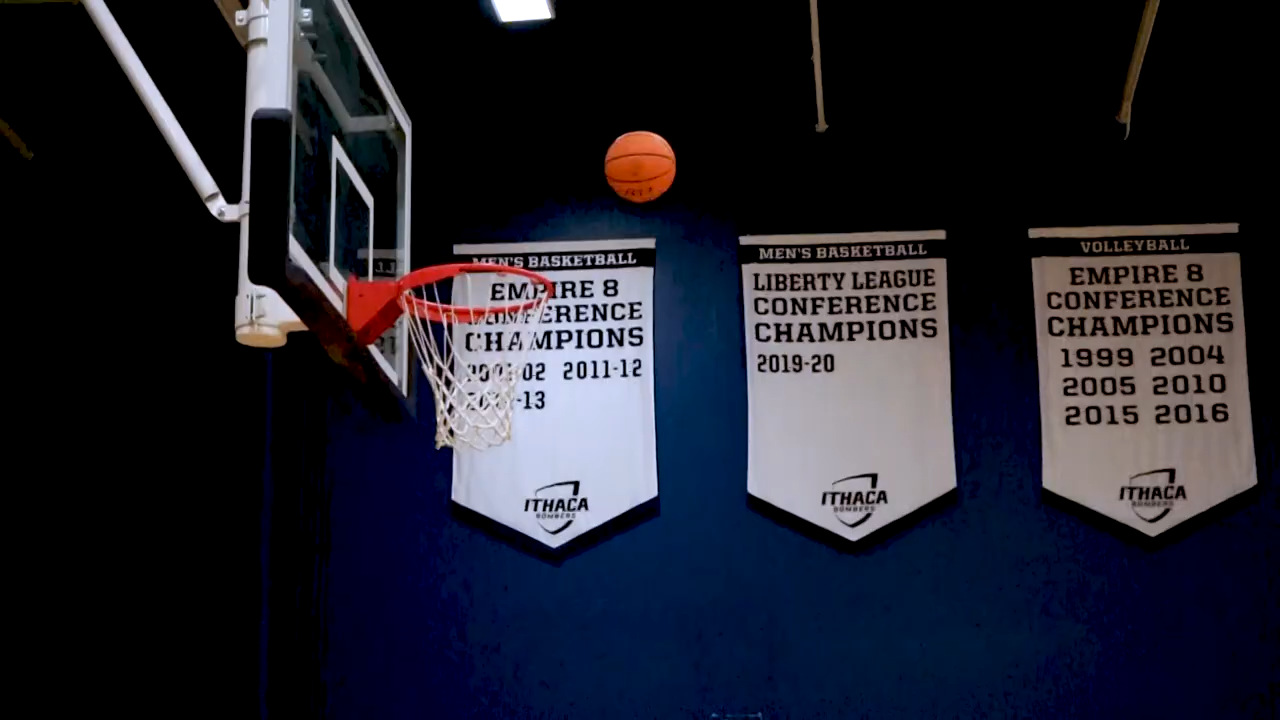 MEN'S BASKETBALL
EMPIRE 8
CONFERENCE
CHAMPIONS
2011-12
ITHACA
BOMBERS
MEN'S BASKETBALL
LIBERTY LEAGUE
CONFERENCE
CHAMPIONS
2019-20
ITHACA
BOMBERS
VOLLEYBALL
EMPIRE 8
CONFERENCE
CHAMPIONS
1999 2004
2005 2010
2015 2016
ITHACA
BOMBERS